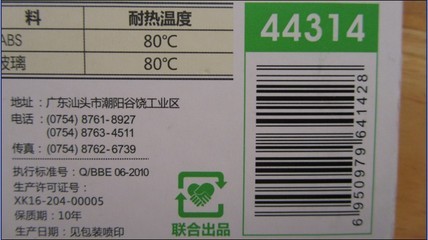 料 耐热温度
ABS 80℃
玻璃 80℃
44314
地址：广东汕头市潮阳谷饶工业区
电话：(0754) 8761-8927
(0754) 8763-4511
传真：(0754) 8762-6739
执行标准号：Q/BBE 06-2010
生产许可证号：
XK16-204-00005
保质期：10年
生产日期：见包装喷印
联合出品
6 950979 641428